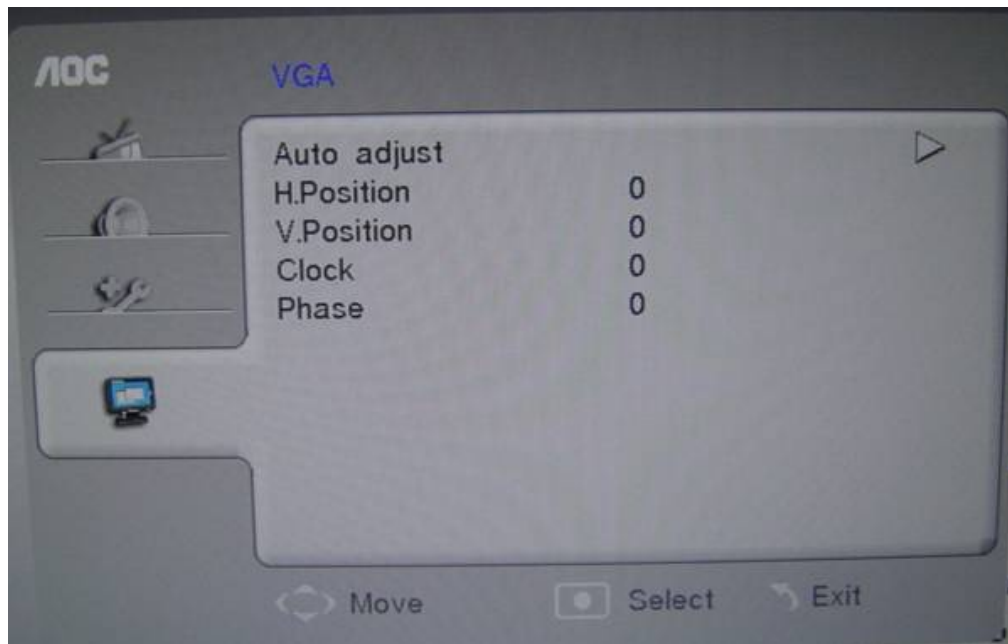 AOC
VGA
Auto adjust
H.Position 0
V.Position 0
Clock 0
Phase 0
Move Select Exit